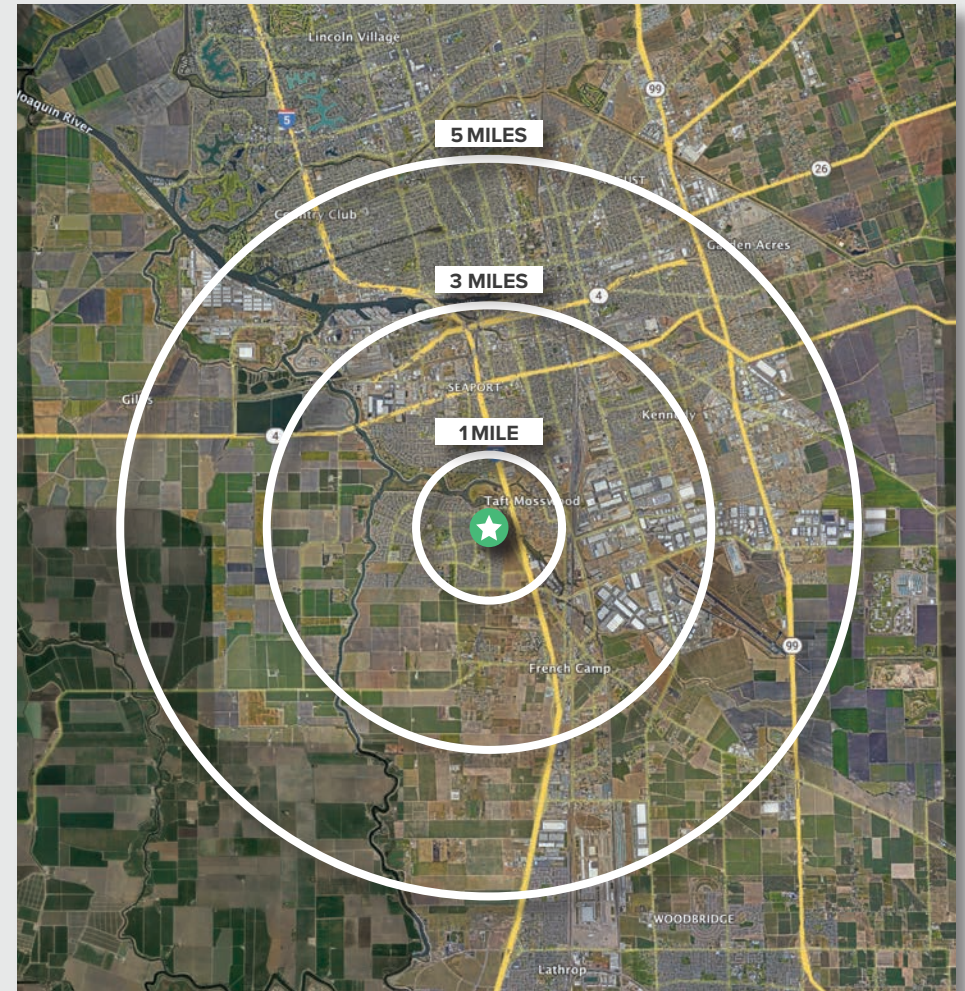 Lincoln Village
Joaquin River
99
5
5 MILES
26
Country Club
Garden Acres
3 MILES
4
SEAPORT
Gillis
Kennedy
1 MILE
4
Taft Mosswood
99
French Camp
WOODBRIDGE
Lathrop